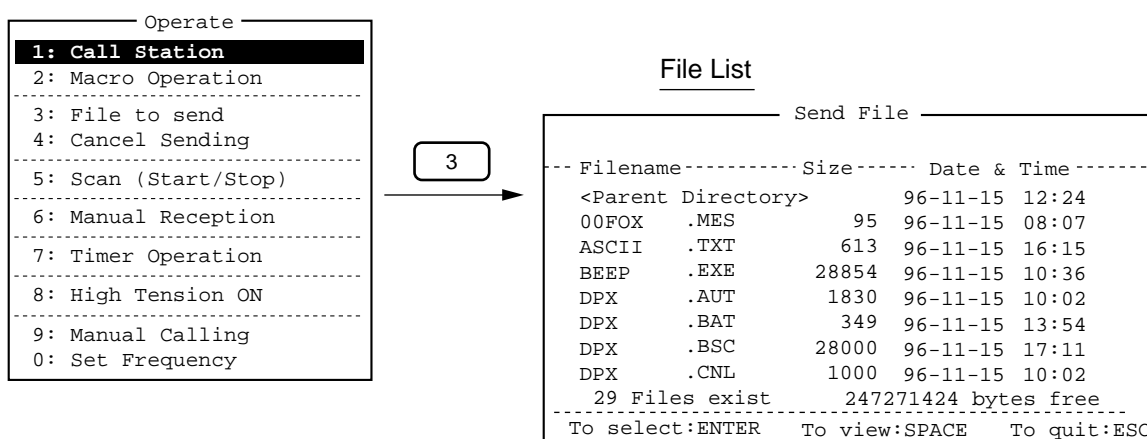 Operate
1: Call Station
2: Macro Operation
3: File to send
4: Cancel Sending
5: Scan (Start/Stop)
6: Manual Reception
7: Timer Operation
8: High Tension ON
9: Manual Calling
0: Set Frequency
3
File List
Send File
Filename Size Date & Time
<Parent Directory> 96-11-15 12:24
00FOX .MES 95 96-11-15 08:07
ASCII .TXT 613 96-11-15 16:15
BEEP .EXE 28854 96-11-15 10:36
DPX .AUT 1830 96-11-15 10:02
DPX .BAT 349 96-11-15 13:54
DPX .BSC 28000 96-11-15 17:11
DPX .CNL 1000 96-11-15 10:02
29 Files exist 247271424 bytes free
To select:ENTER To view:SPACE To quit:ESC